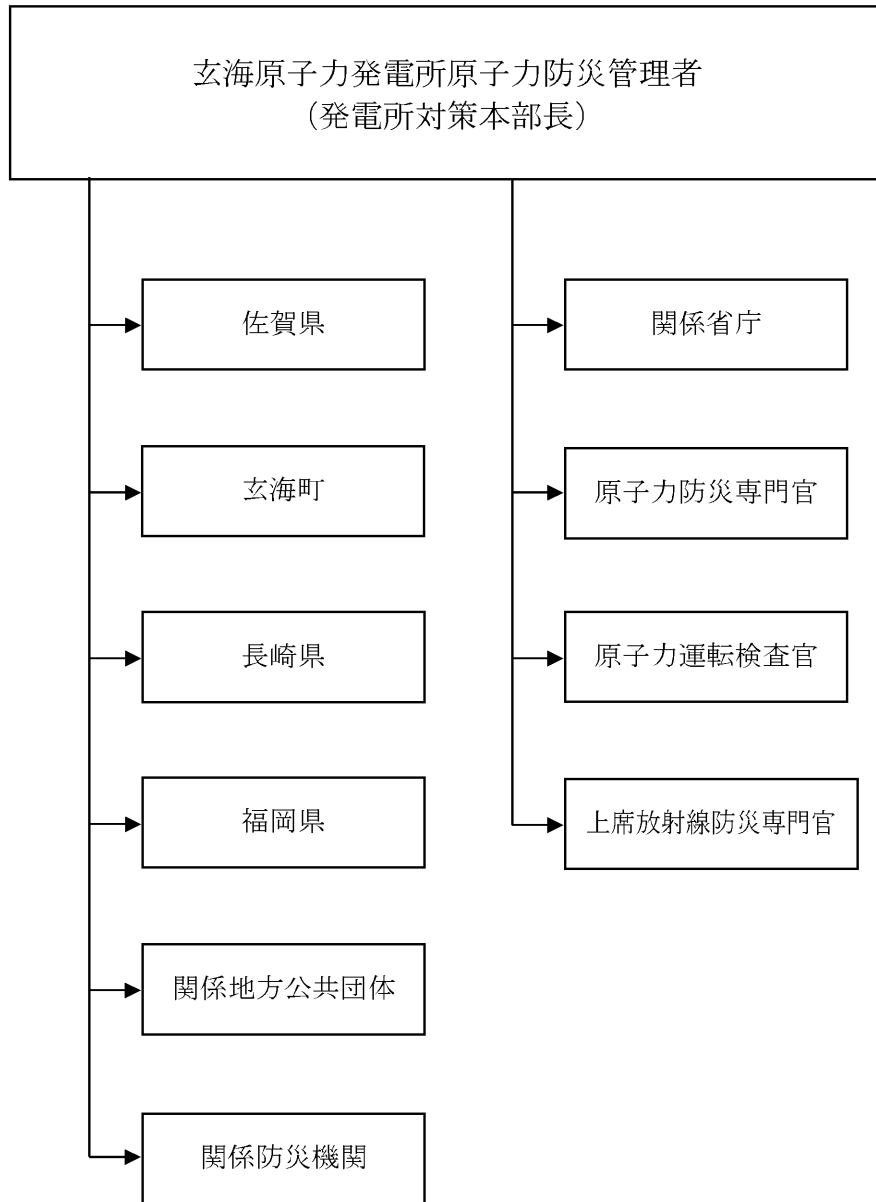 玄海原子力発電所原子力防災管理者
（発電所対策本部長）
佐賀県
玄海町
長崎県
福岡県
関係地方公共団体
関係防災機関
関係省庁
原子力防災専門官
原子力運転検査官
上席放射線防災専門官